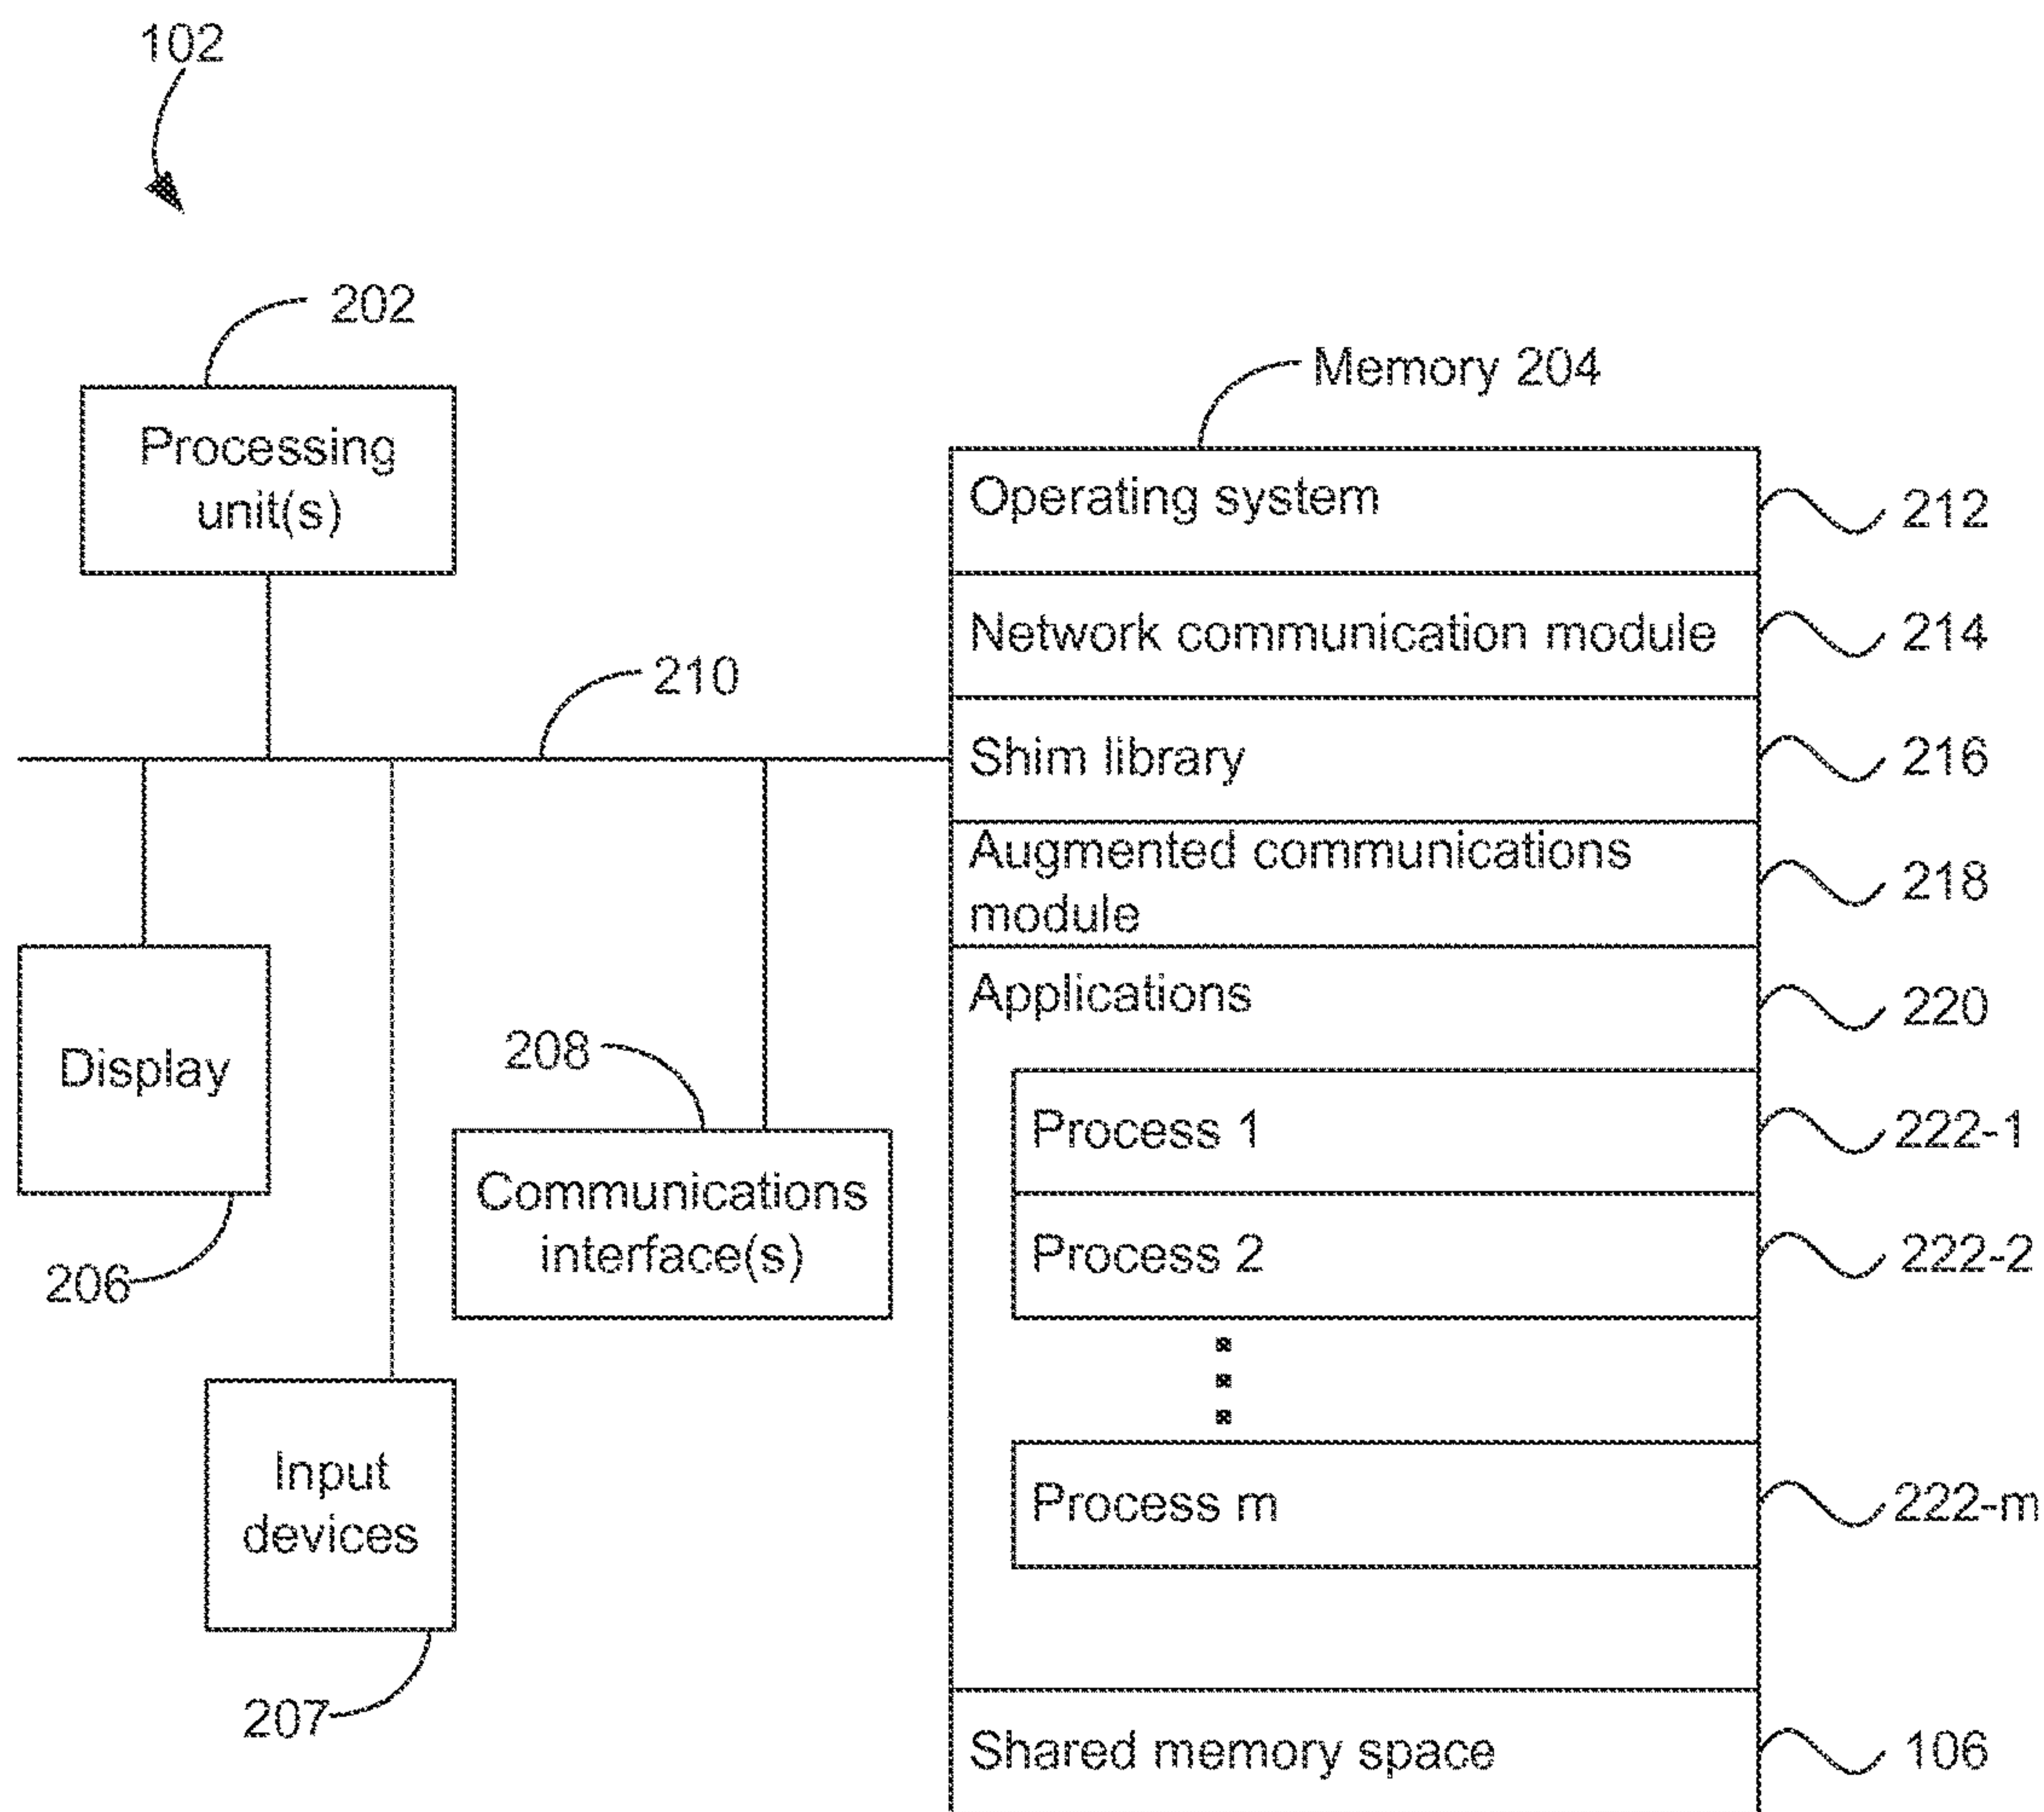 102
202
Processing
unit(s)
Memory 204
Operating system
212
Network communication module
214
210
Shim library
216
Augmented communications
module
218
Applications
220
Display
206
208
Communications
interface(s)
Process 1
222-1
Process 2
222-2
Input
devices
207
Process m
222-m
Shared memory space
106